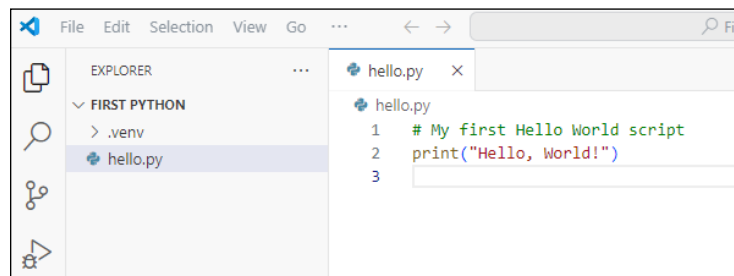 File Edit Selection View Go ...
EXPLORER ...
FIRST PYTHON
.venv
hello.py
hello.py
hello.py
1 # My first Hello World script
2 print("Hello, World!")
3